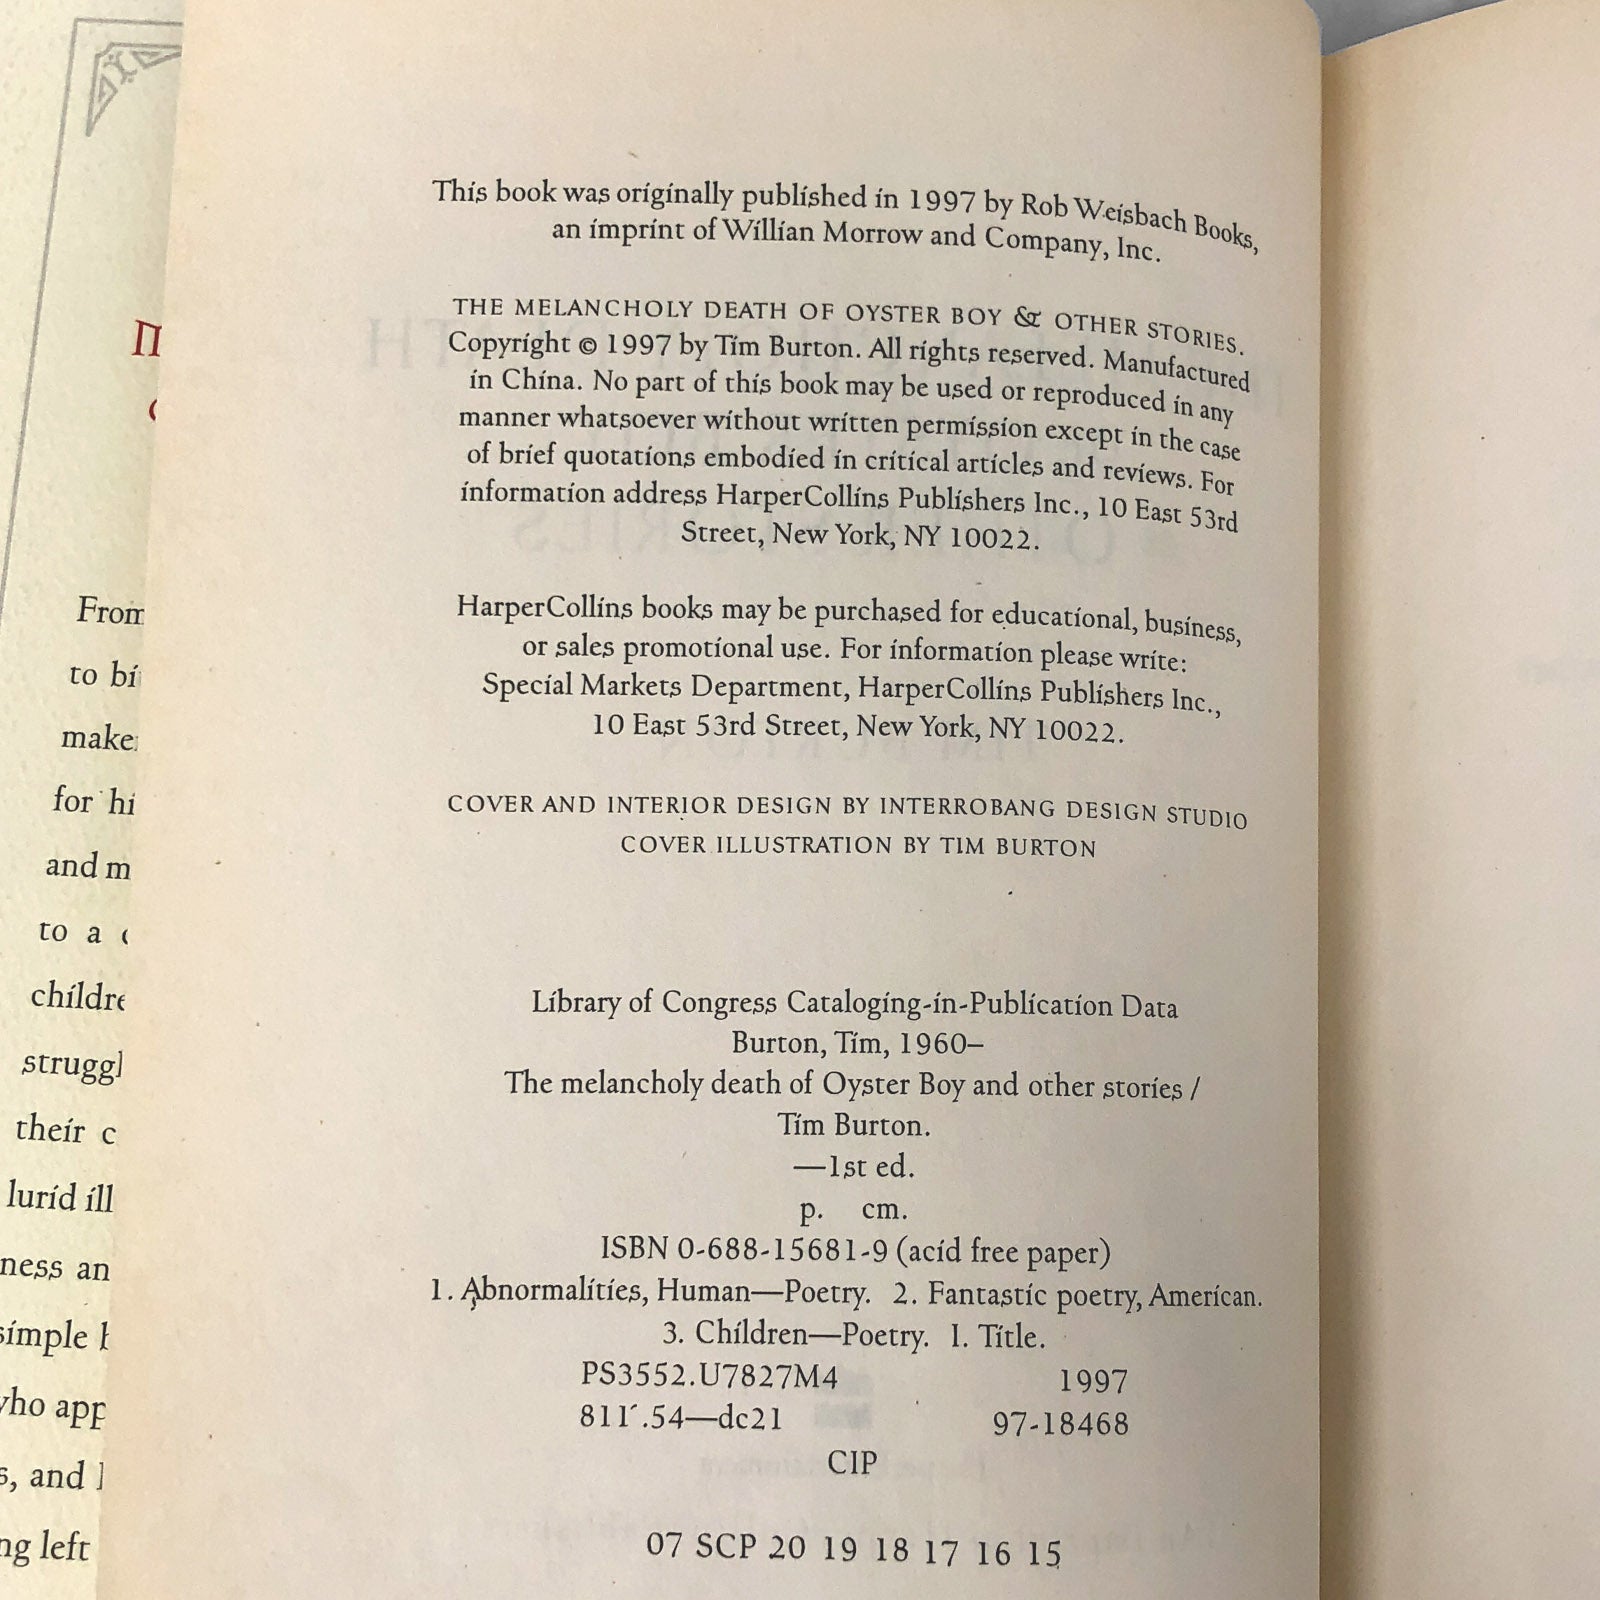 This book was originally published in 1997 by Rob Weisbach Books,
an imprint of Willian Morrow and Company, Inc.
THE MELANCHOLY DEATH OF OYSTER BOY & OTHER STORIES.
Copyright © 1997 by Tim Burton. All rights reserved. Manufactured
in China. No part of this book may be used or reproduced in any
manner whatsoever without written permission except in the case
of brief quotations embodied in critical articles and reviews. For
information address HarperCollins Publishers Inc., 10 East 53rd
Street, New York, NY 10022.
HarperCollins books may be purchased for educational, business,
or sales promotional use. For information please write:
Special Markets Department, HarperCollins Publishers Inc.,
10 East 53rd Street, New York, NY 10022.
COVER AND INTERIOR DESIGN BY INTERROBANG DESIGN STUDIO
COVER ILLUSTRATION BY TIM BURTON
Library of Congress Cataloging-in-Publication Data
Burton, Tim, 1960–
The melancholy death of Oyster Boy and other stories /
Tim Burton.
—1st ed.
p. cm.
ISBN 0-688-15681-9 (acid free paper)
1. Abnormalities, Human—Poetry. 2. Fantastic poetry, American.
3. Children—Poetry. I. Title.
PS3552.U7827M4 1997
811´.54—dc21 97-18468
CIP
07 SCP 20 19 18 17 16 15
From
to
for
and
to a
their
lurid
ness
simple
and
left